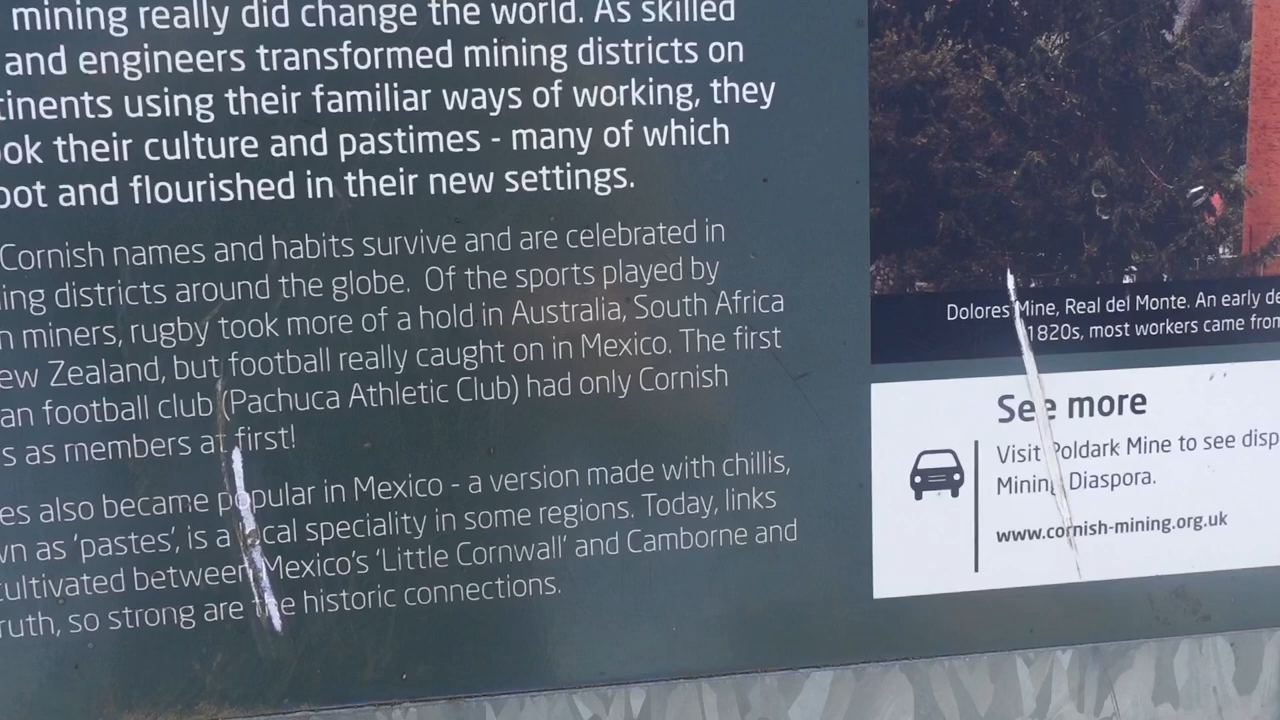 mining really did change the world. As skilled
and engineers transformed mining districts on
tinents using their familiar ways of working, they
ok their culture and pastimes - many of which
oot and flourished in their new settings.
Cornish names and habits survive and are celebrated in
ing districts around the globe. Of the sports played by
n miners, rugby took more of a hold in Australia, South Africa
ew Zealand, but football really caught on in Mexico. The first
an football club (Pachuca Athletic Club) had only Cornish
s as members at first!
es also became popular in Mexico - a version made with chillis,
wn as 'pastes', is a local speciality in some regions. Today, links
cultivated between Mexico's 'Little Cornwall' and Camborne and
ruth, so strong are the historic connections.
Dolores Mine, Real del Monte. An early de
1820s, most workers came from
See more
Visit Poldark Mine to see disp
Mining Diaspora.
www.cornish-mining.org.uk